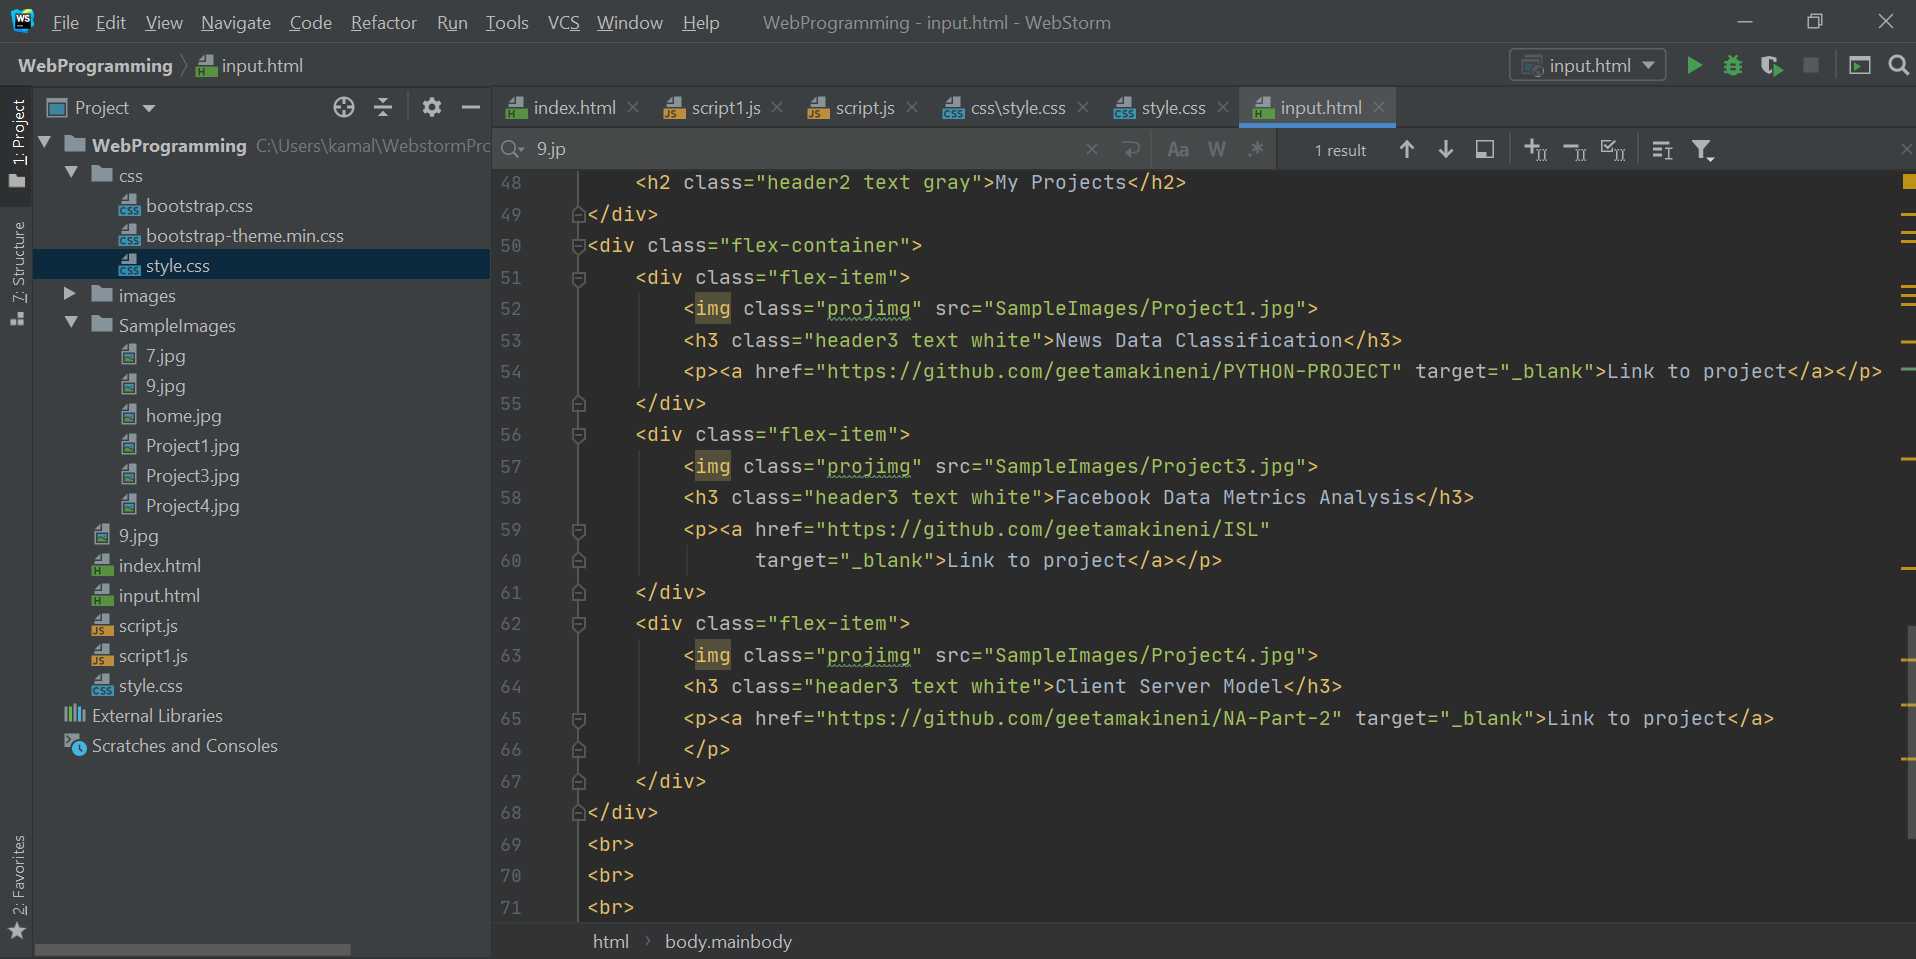 WS File Edit View Navigate Code Refactor Run Tools VCS Window Help WebProgramming - input.html - WebStorm
WebProgramming input.html input.html
1: Project
7: Structure
2: Favorites
Project
WebProgramming C:\Users\kamal\WebstormPro
css
bootstrap.css
bootstrap-theme.min.css
style.css
images
SampleImages
7.jpg
9.jpg
home.jpg
Project1.jpg
Project3.jpg
Project4.jpg
9.jpg
index.html
input.html
script.js
script1.js
style.css
External Libraries
Scratches and Consoles
index.html script1.js script.js css\style.css style.css input.html
9.jp Aa W .* 1 result
48 <h2 class="header2 text gray">My Projects</h2>
49 </div>
50 <div class="flex-container">
51 <div class="flex-item">
52 <img class="projimg" src="SampleImages/Project1.jpg">
53 <h3 class="header3 text white">News Data Classification</h3>
54 <p><a href="https://github.com/geetamakineni/PYTHON-PROJECT" target="_blank">Link to project</a></p>
55 </div>
56 <div class="flex-item">
57 <img class="projimg" src="SampleImages/Project3.jpg">
58 <h3 class="header3 text white">Facebook Data Metrics Analysis</h3>
59 <p><a href="https://github.com/geetamakineni/ISL"
60 target="_blank">Link to project</a></p>
61 </div>
62 <div class="flex-item">
63 <img class="projimg" src="SampleImages/Project4.jpg">
64 <h3 class="header3 text white">Client Server Model</h3>
65 <p><a href="https://github.com/geetamakineni/NA-Part-2" target="_blank">Link to project</a>
66 </p>
67 </div>
68 </div>
69 <br>
70 <br>
71 <br>
html body.mainbody